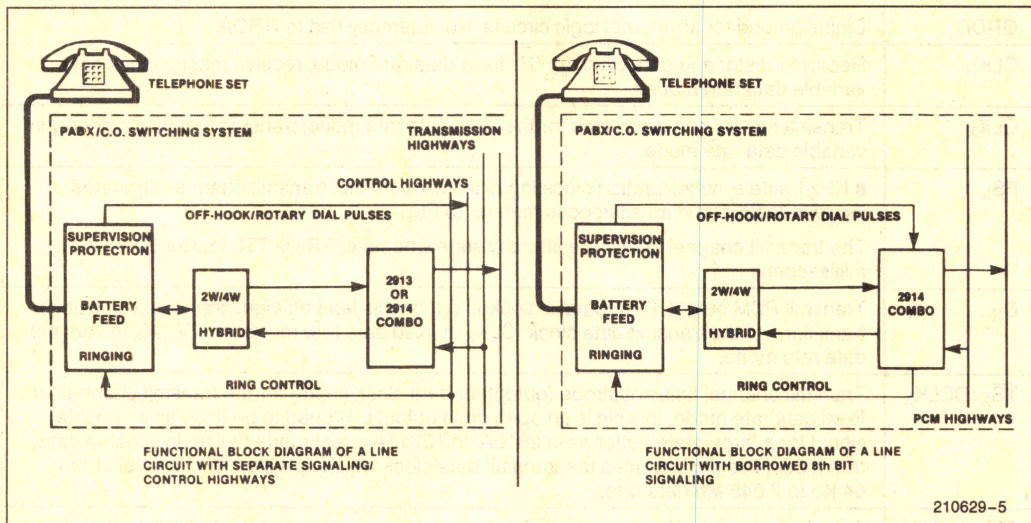 TELEPHONE SET
PABX/C.O. SWITCHING SYSTEM
TRANSMISSION
HIGHWAYS
CONTROL HIGHWAYS
OFF-HOOK/ROTARY DIAL PULSES
SUPERVISION
PROTECTION
BATTERY
FEED
RINGING
2W/4W
HYBRID
2913
OR
2914
COMBO
RING CONTROL
FUNCTIONAL BLOCK DIAGRAM OF A LINE
CIRCUIT WITH SEPARATE SIGNALING/
CONTROL HIGHWAYS
TELEPHONE SET
PABX/C.O. SWITCHING SYSTEM
OFF-HOOK/ROTARY DIAL PULSES
SUPERVISION
PROTECTION
BATTERY
FEED
RINGING
2W/4W
HYBRID
2914
COMBO
RING CONTROL
PCM HIGHWAYS
FUNCTIONAL BLOCK DIAGRAM OF A LINE
CIRCUIT WITH BORROWED 8th BIT
SIGNALING
210629-5